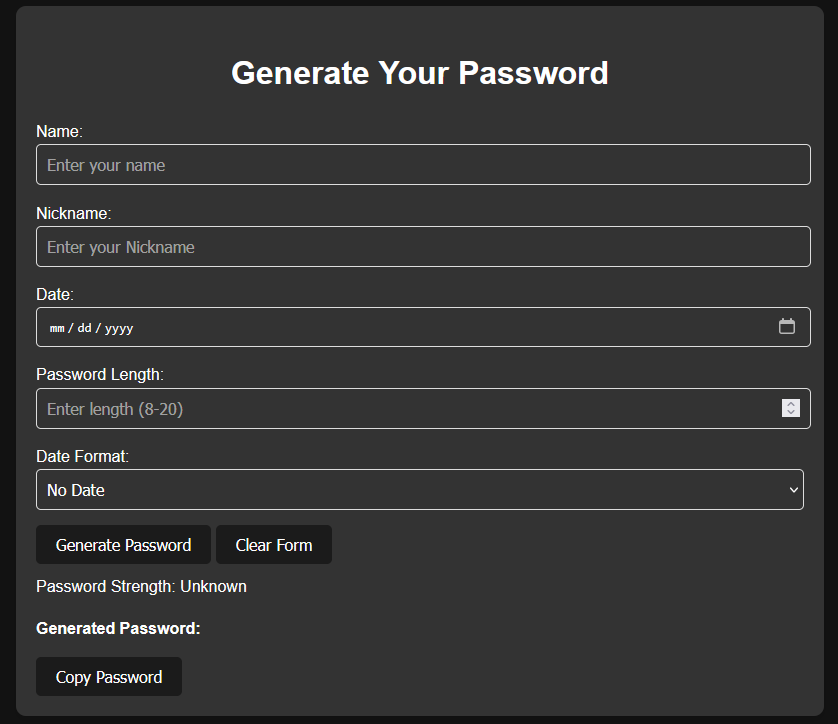 Generate Your Password
Name:
Enter your name
Nickname:
Enter your Nickname
Date:
mm / dd / yyyy
Password Length:
Enter length (8-20)
Date Format:
No Date
Generate Password Clear Form
Password Strength: Unknown
Generated Password:
Copy Password